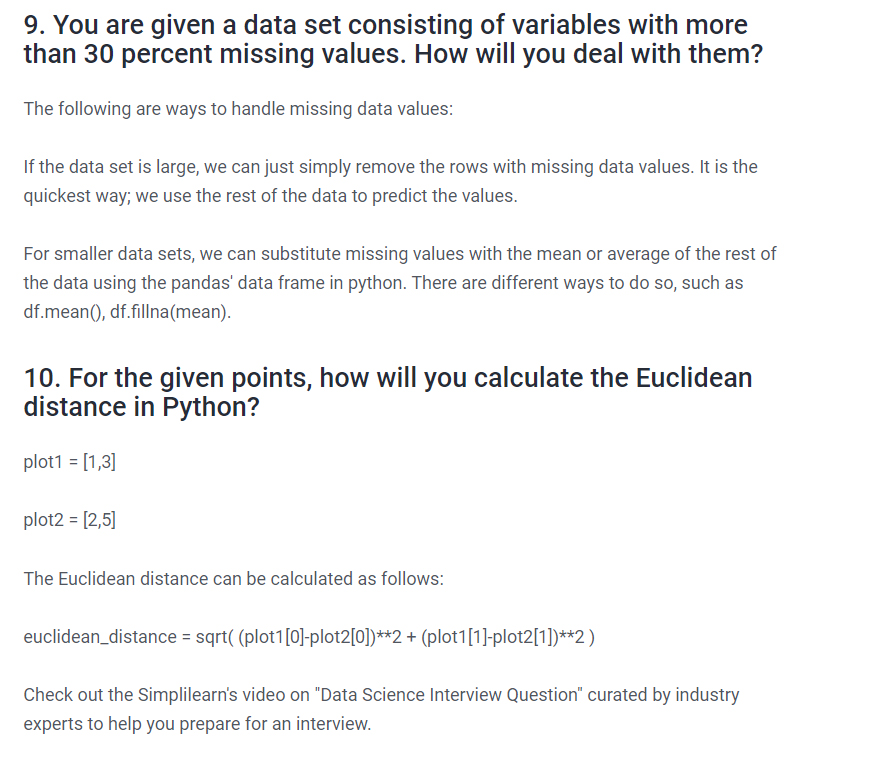 9. You are given a data set consisting of variables with more
than 30 percent missing values. How will you deal with them?
The following are ways to handle missing data values:
If the data set is large, we can just simply remove the rows with missing data values. It is the
quickest way; we use the rest of the data to predict the values.
For smaller data sets, we can substitute missing values with the mean or average of the rest of
the data using the pandas' data frame in python. There are different ways to do so, such as
df.mean(), df.fillna(mean).
10. For the given points, how will you calculate the Euclidean
distance in Python?
plot1 = [1,3]
plot2 = [2,5]
The Euclidean distance can be calculated as follows:
euclidean_distance = sqrt( (plot1[0]-plot2[0])**2 + (plot1[1]-plot2[1])**2 )
Check out the Simplilearn's video on "Data Science Interview Question" curated by industry
experts to help you prepare for an interview.